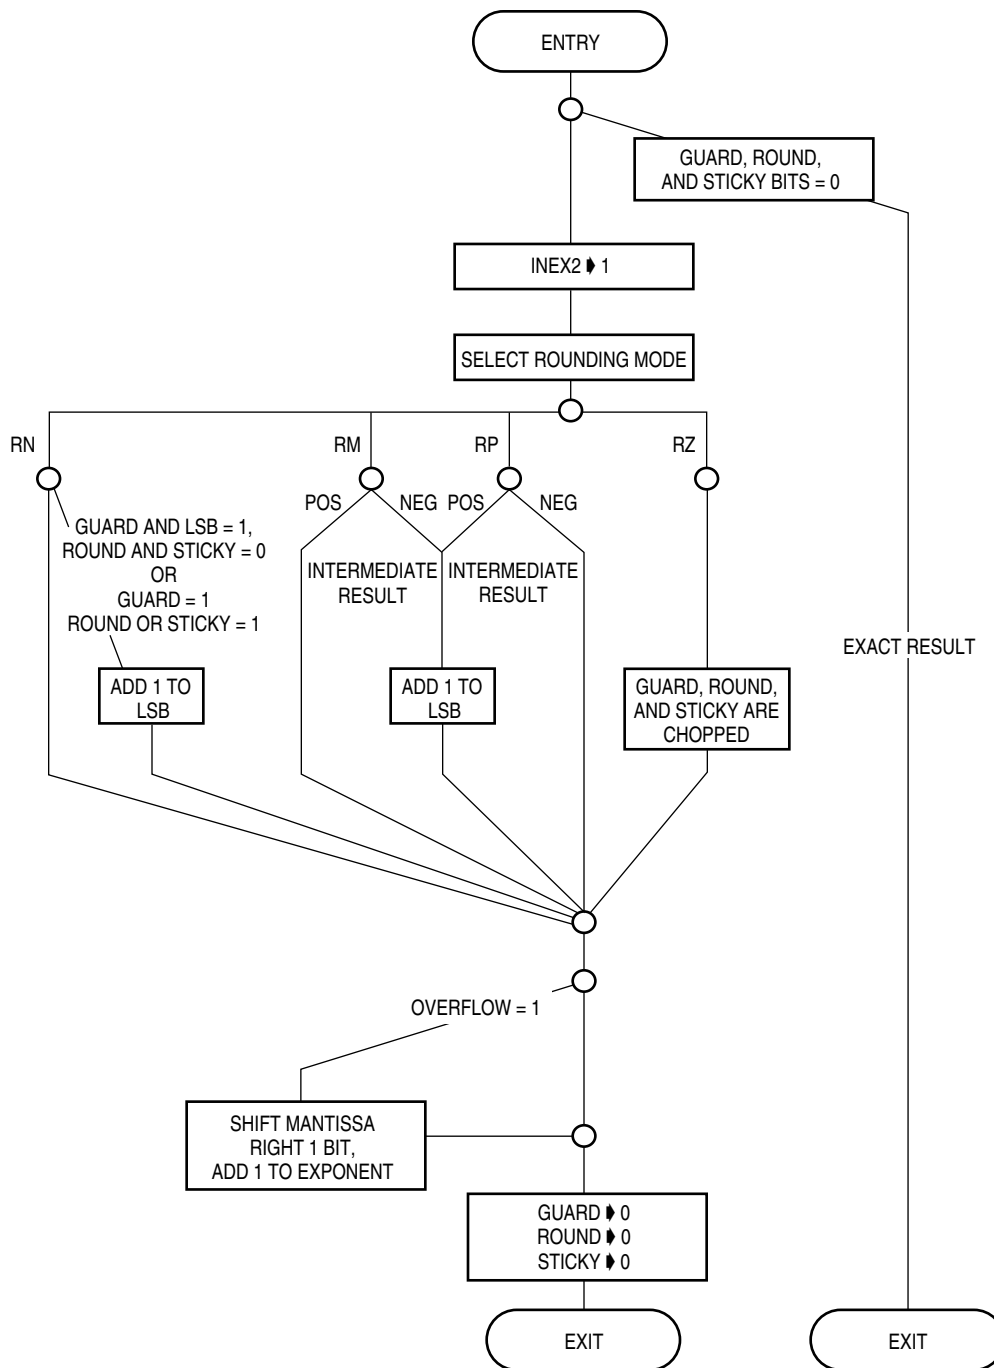 ENTRY
GUARD, ROUND,
AND STICKY BITS = 0
INEX2 ➧ 1
SELECT ROUNDING MODE
RN
RM
RP
RZ
POS
NEG
POS
NEG
GUARD AND LSB = 1,
ROUND AND STICKY = 0
OR
GUARD = 1
ROUND OR STICKY = 1
INTERMEDIATE
RESULT
INTERMEDIATE
RESULT
EXACT RESULT
ADD 1 TO
LSB
ADD 1 TO
LSB
GUARD, ROUND,
AND STICKY ARE
CHOPPED
OVERFLOW = 1
SHIFT MANTISSA
RIGHT 1 BIT,
ADD 1 TO EXPONENT
GUARD ➧ 0
ROUND ➧ 0
STICKY ➧ 0
EXIT
EXIT